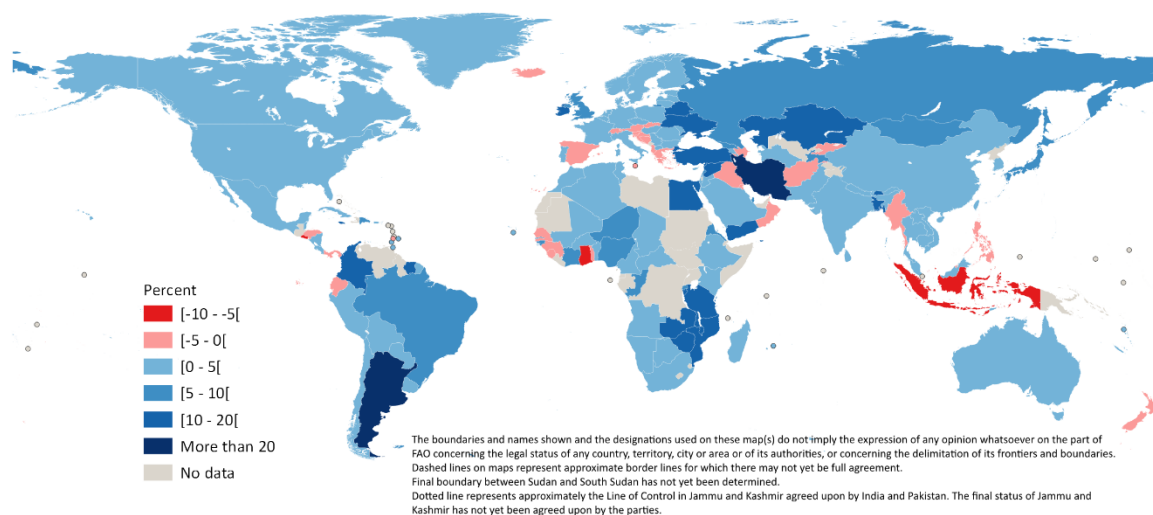 Percent
[-10 - -5[
[-5 - 0[
[0 - 5[
[5 - 10[
[10 - 20[
More than 20
No data
The boundaries and names shown and the designations used on these map(s) do not imply the expression of any opinion whatsoever on the part of
FAO concerning the legal status of any country, territory, city or area or of its authorities, or concerning the delimitation of its frontiers and boundaries.
Dashed lines on maps represent approximate border lines for which there may not yet be full agreement.
Final boundary between Sudan and South Sudan has not yet been determined.
Dotted line represents approximately the Line of Control in Jammu and Kashmir agreed upon by India and Pakistan. The final status of Jammu and
Kashmir has not yet been agreed upon by the parties.